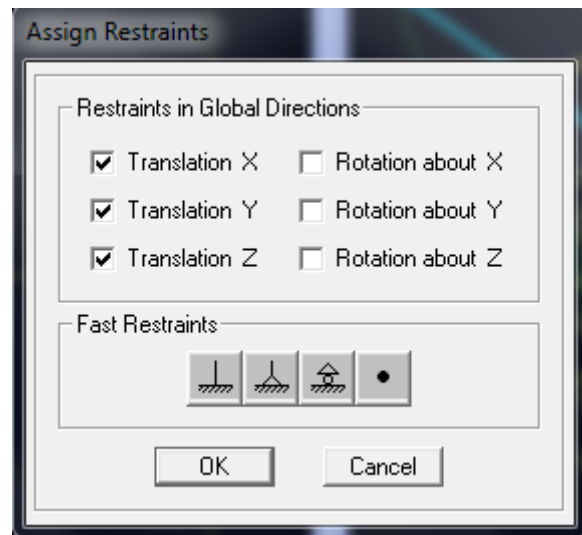 Assign Restraints
Restraints in Global Directions
Translation X Rotation about X
Translation Y Rotation about Y
Translation Z Rotation about Z
Fast Restraints
OK Cancel